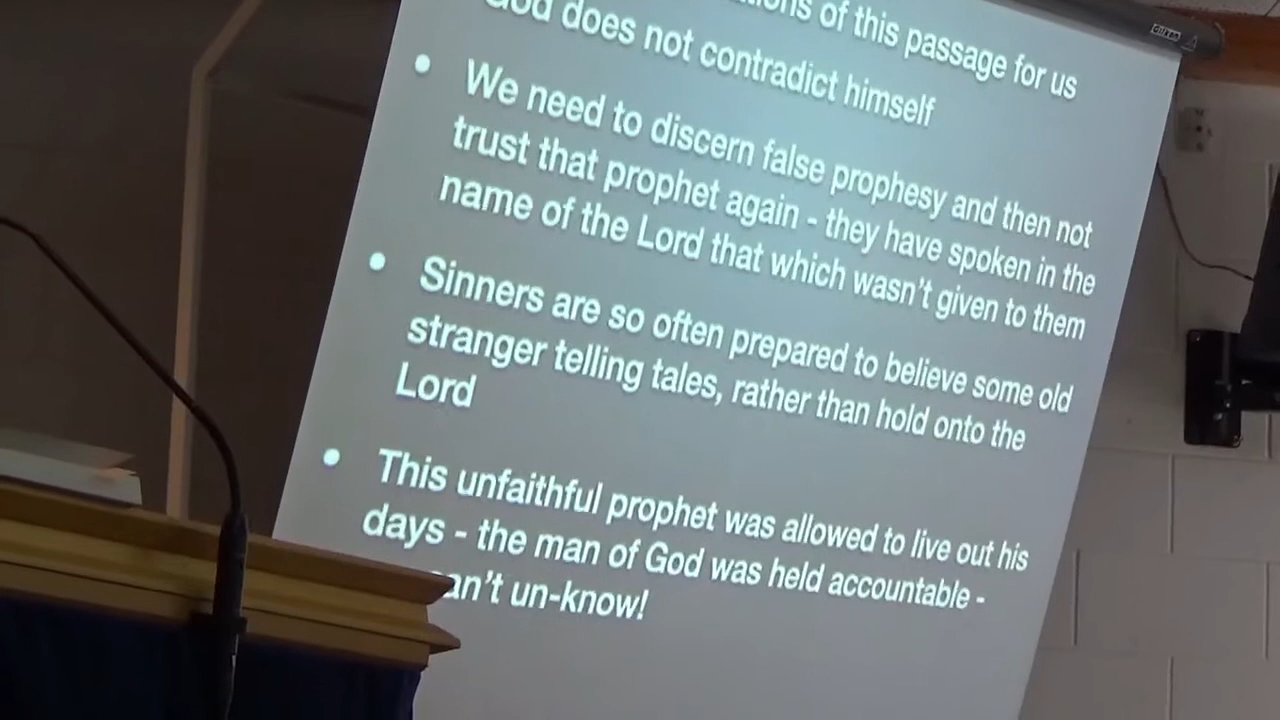 of this passage for us
God does not contradict himself
• We need to discern false prophesy and then not
trust that prophet again - they have spoken in the
name of the Lord that which wasn't given to them
• Sinners are so often prepared to believe some old
stranger telling tales, rather than hold onto the
Lord
• This unfaithful prophet was allowed to live out his
days - the man of God was held accountable -
un-know!